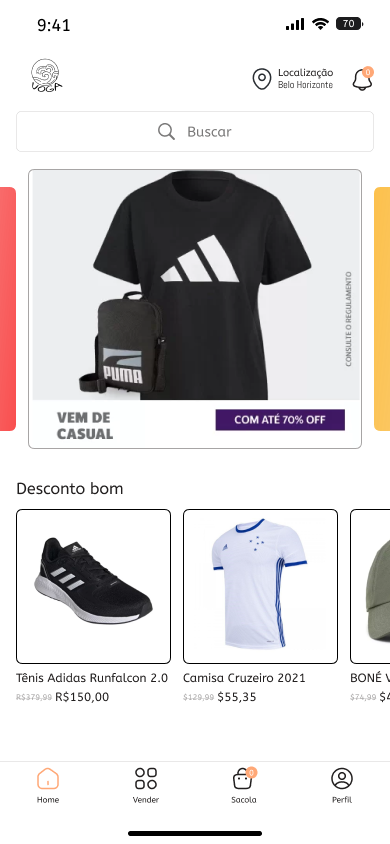 9:41
70
VOGA
Localização
Belo Horizonte
0
Buscar
CONSULTE O REGULAMENTO
PUMA
VEM DE
CASUAL
COM ATÉ 70% OFF
Desconto bom
Tênis Adidas Runfalcon 2.0
R$379,99 R$150,00
Camisa Cruzeiro 2021
$129,99 $55,35
BONÉ
$74,99 $4
Home
Vender
0
Sacola
Perfil